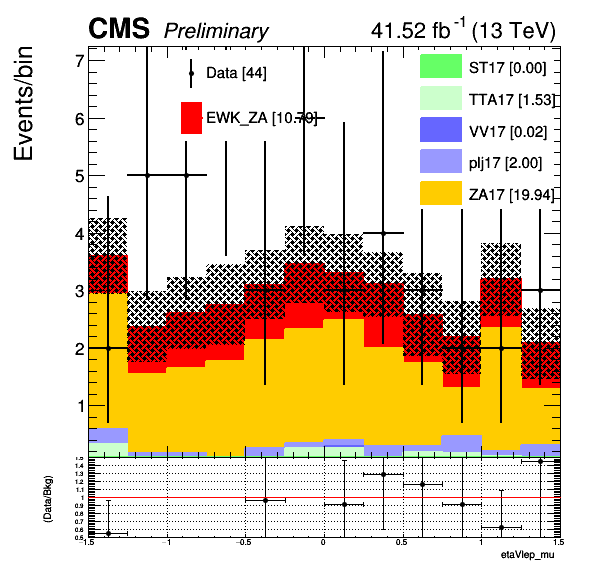 CMS Preliminary 41.52 fb⁻¹ (13 TeV)
Events/bin
7
6
5
4
3
2
1
Data [44]
EWK_ZA [10.79]
ST17 [0.00]
TTA17 [1.53]
VV17 [0.02]
plj17 [2.00]
ZA17 [19.94]
(Data/Bkg)
1.5
1.4
1.3
1.2
1.1
1
0.9
0.8
0.7
0.6
0.5
-1.5 -1 -0.5 0 0.5 1 1.5
etaVlep_mu